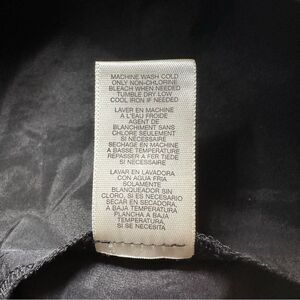 MACHINE WASH COLD
ONLY NON-CHLORINE
BLEACH WHEN NEEDED
TUMBLE DRY LOW
COOL IRON IF NEEDED
LAVER EN MACHINE
A L'EAU FROIDE
AGENT DE
BLANCHIMENT SANS
CHLORE SEULEMENT
SI NECESSAIRE
SECHAGE EN MACHINE
A BASSE TEMPERATURE
REPASSER A FER TIEDE
SI NECESSAIRE
LAVAR EN LAVADORA
CON AGUA FRIA
SOLAMENTE
BLANQUEADOR SIN
CLORO, SI ES NECESARIO
SECAR EN SECADORA,
A BAJA TEMPERATURA
PLANCHA A BAJA
TEMPERATURA,
SI SE NECESITA